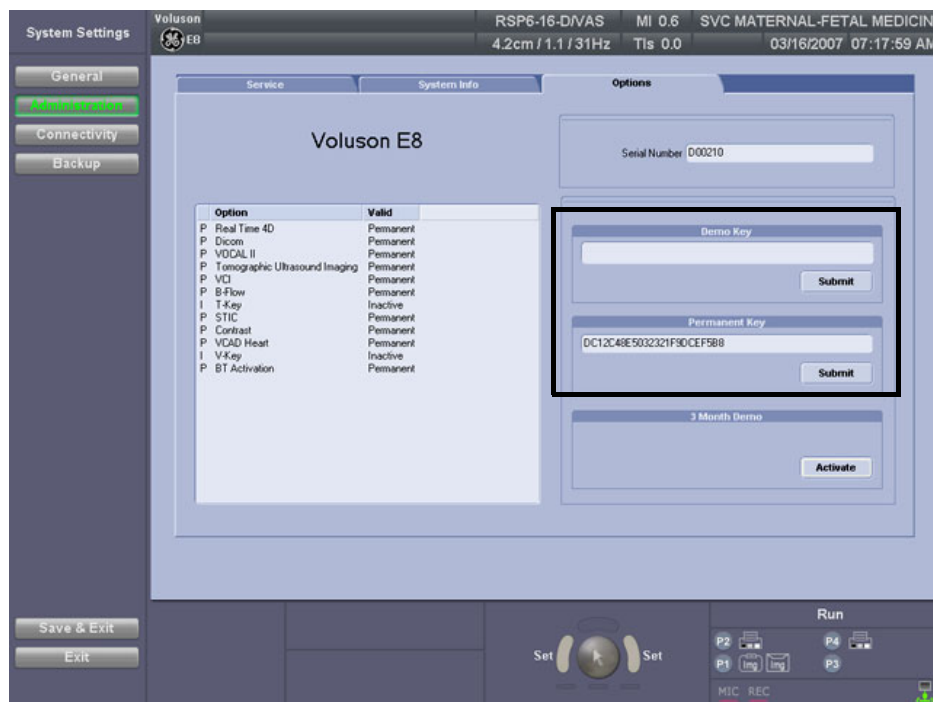 System Settings
Voluson
E8
RSP6-16-D/VAS MI 0.6 SVC MATERNAL-FETAL MEDICIN
4.2cm / 1.1 / 31Hz TIs 0.0 03/16/2007 07:17:59 AM
General
Administration
Connectivity
Backup
Service System Info Options
Voluson E8
Serial Number D00210
Option Valid
P Real Time 4D Permanent
P Dicom Permanent
P VOCAL II Permanent
P Tomographic Ultrasound Imaging Permanent
P VCI Permanent
P B-Flow Permanent
I T-Key Inactive
P STIC Permanent
P Contrast Permanent
P VCAD Heart Permanent
I V-Key Inactive
P BT Activation Permanent
Demo Key
Submit
Permanent Key
DC12C48E5032321F9DCEF5B8
Submit
3 Month Demo
Activate
Save & Exit
Exit
Set Set
Run
P2 P4
P1 Img Img P3
MIC REC